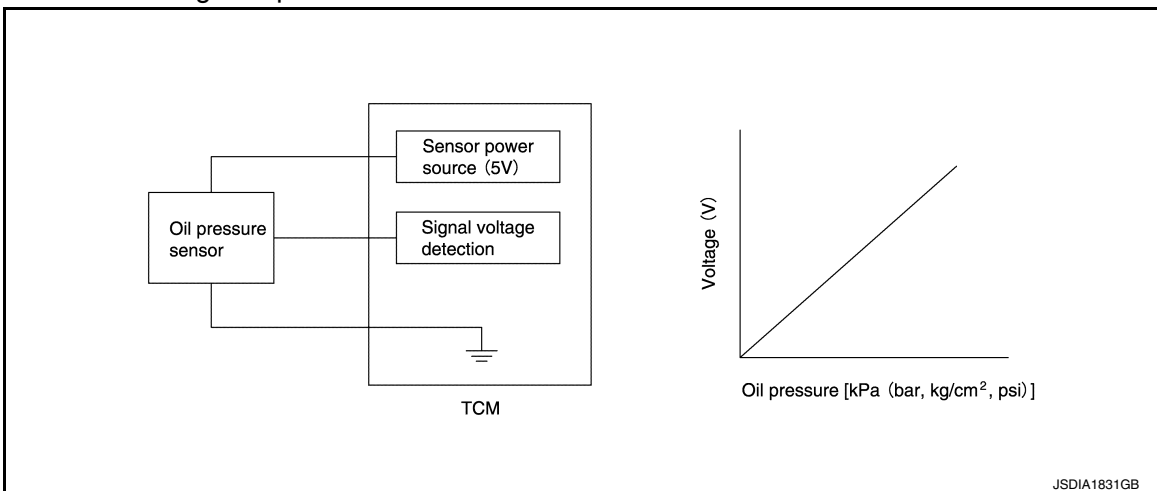 Sensor power
source (5V)
Oil pressure
sensor
Signal voltage
detection
TCM
Voltage (V)
Oil pressure [kPa (bar, kg/cm², psi)]
JSDIA1831GB